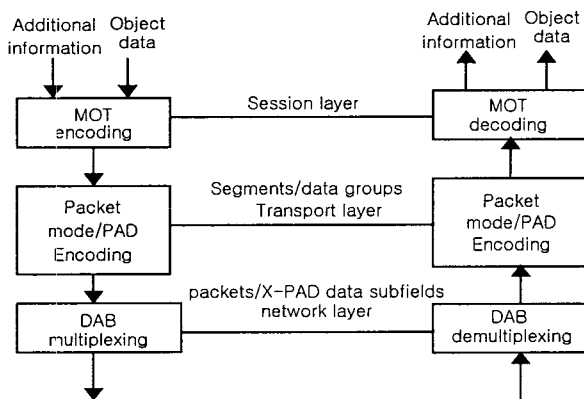 Additional
information
Object
data
Additional
information
Object
data
MOT
encoding
Session layer
MOT
decoding
Packet
mode/PAD
Encoding
Segments/data groups
Transport layer
Packet
mode/PAD
Encoding
DAB
multiplexing
packets/X-PAD data subfields
network layer
DAB
demultiplexing